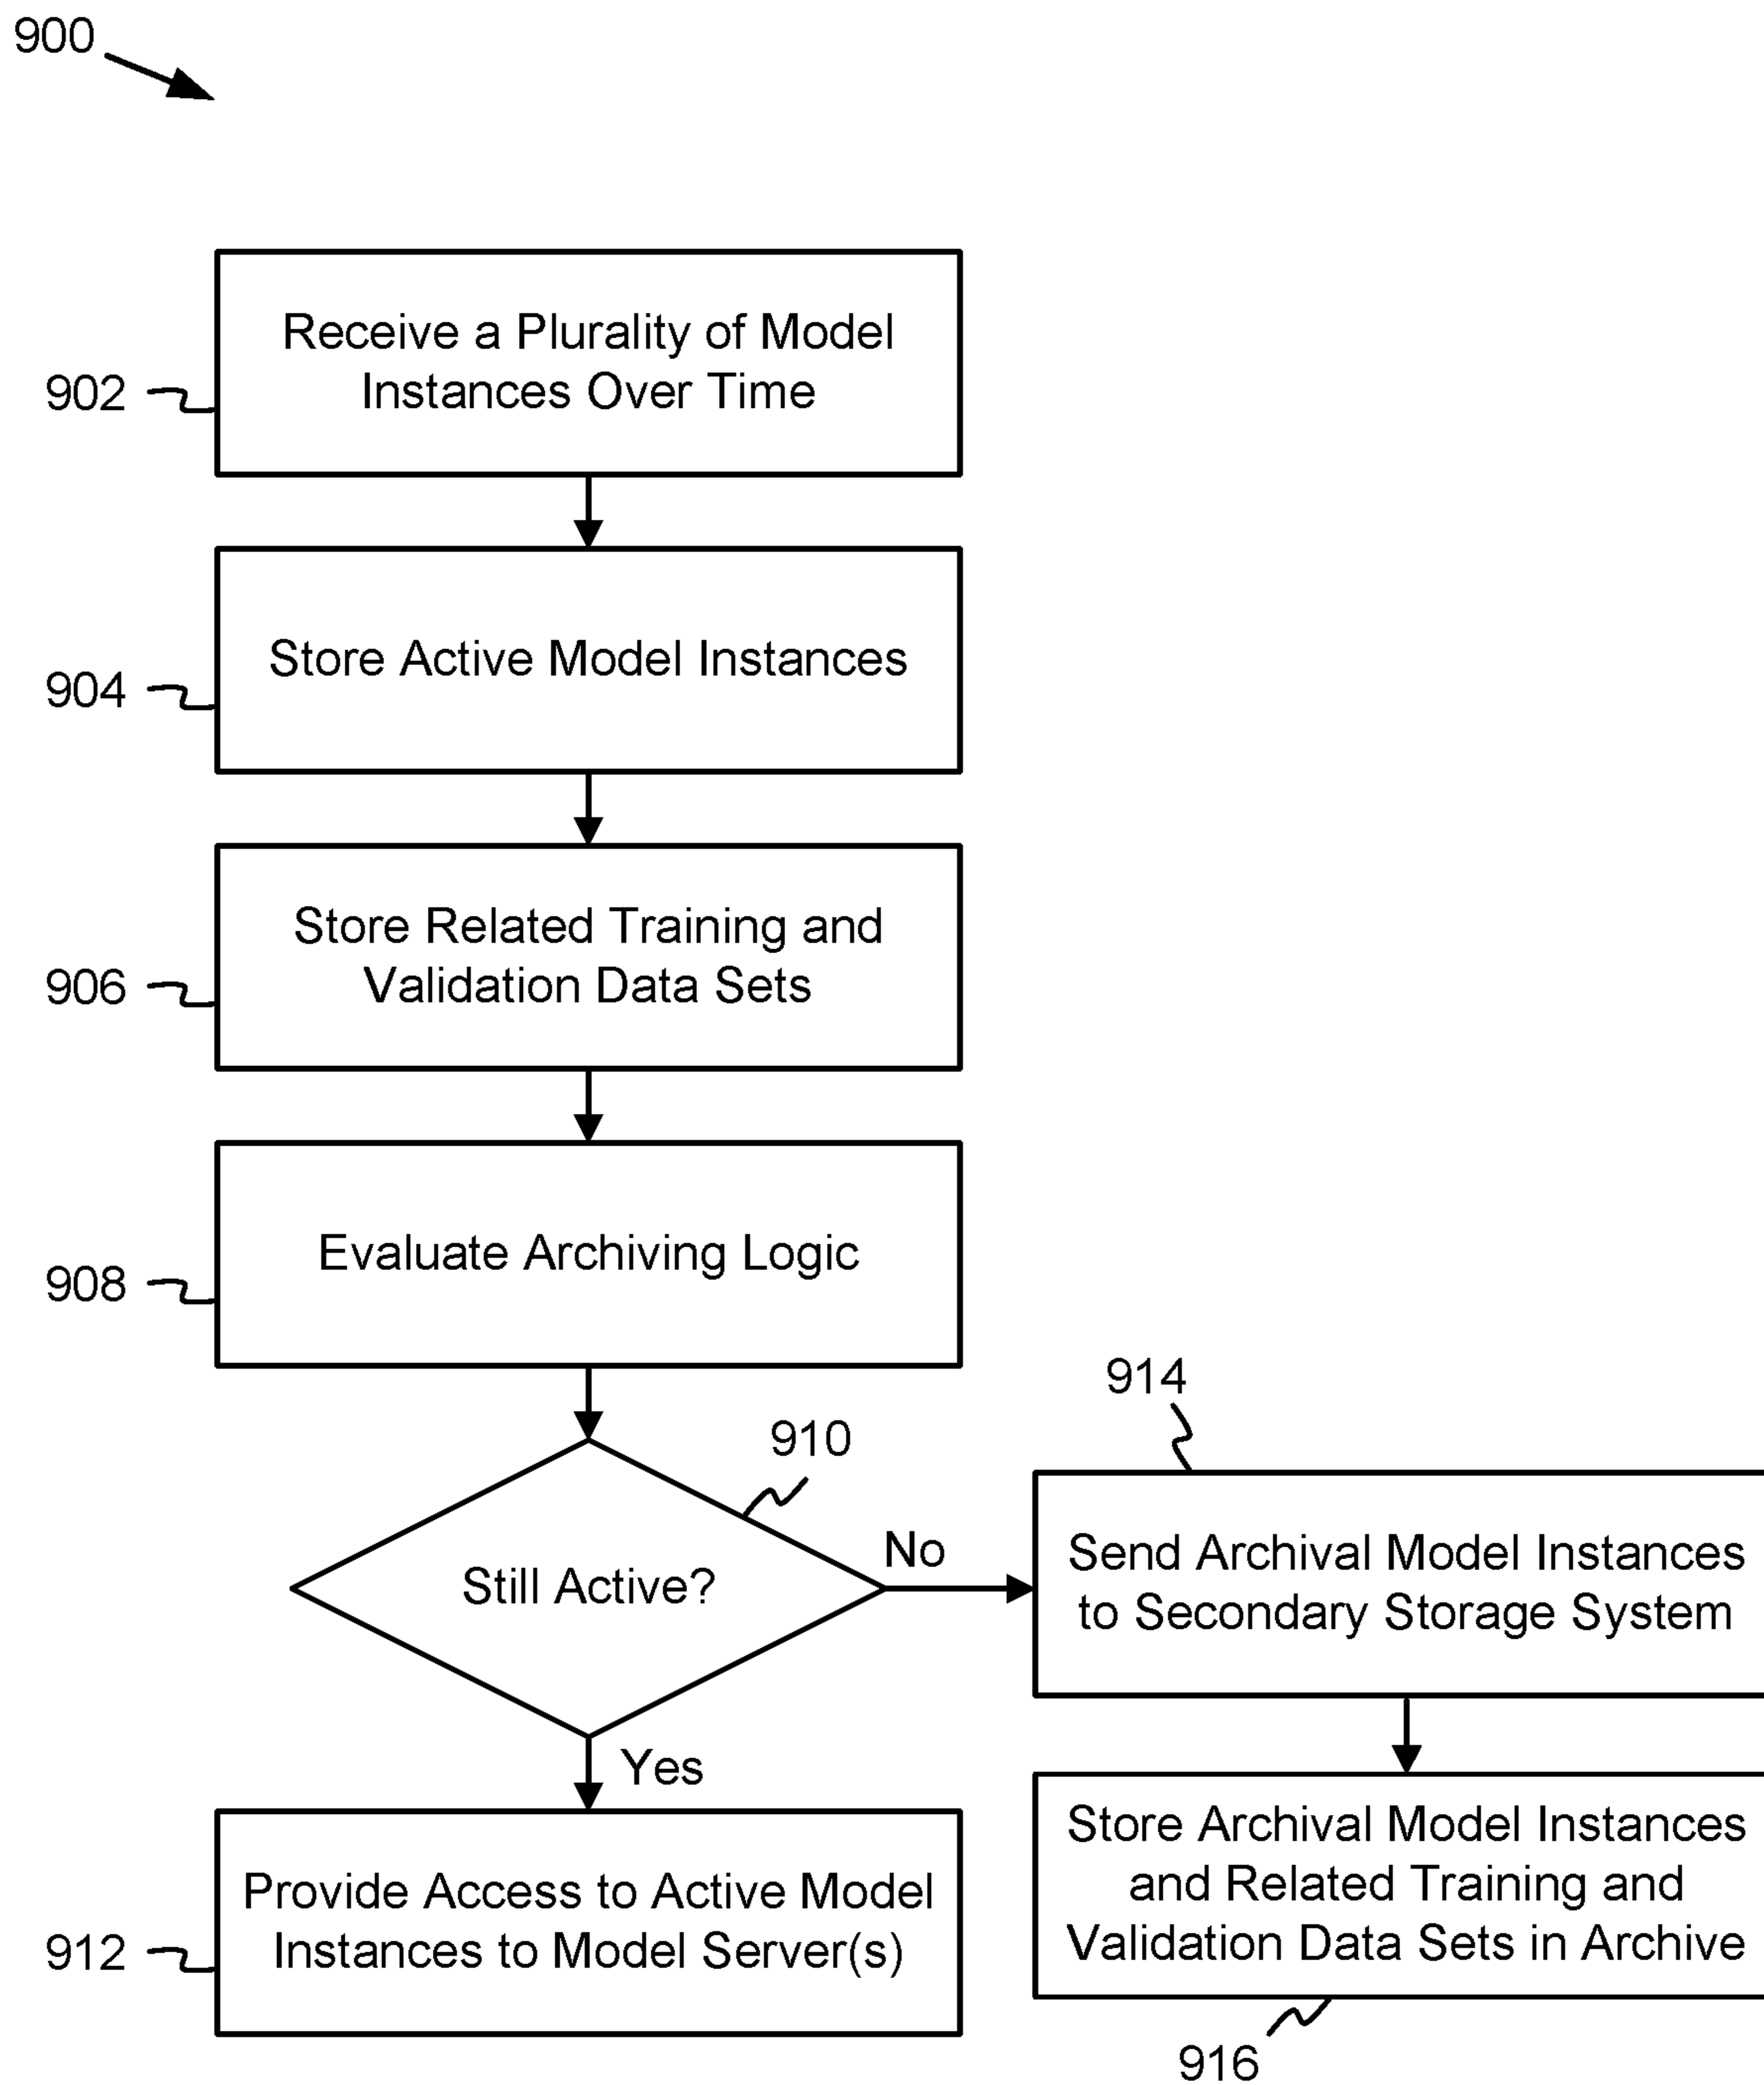 900
Receive a Plurality of Model
Instances Over Time
902
Store Active Model Instances
904
Store Related Training and
Validation Data Sets
906
Evaluate Archiving Logic
908
910
Still Active?
No
Yes
914
Send Archival Model Instances
to Secondary Storage System
Provide Access to Active Model
Instances to Model Server(s)
912
Store Archival Model Instances
and Related Training and
Validation Data Sets in Archive
916